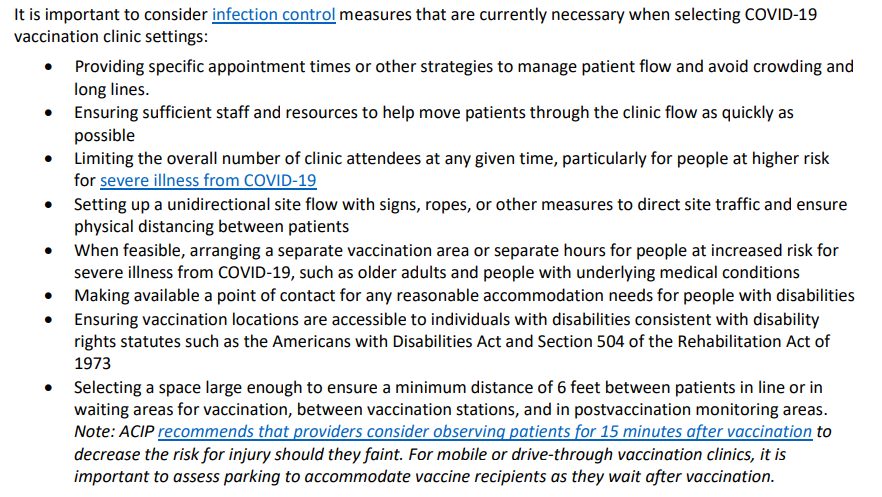 It is important to consider infection control measures that are currently necessary when selecting COVID-19
vaccination clinic settings:
• Providing specific appointment times or other strategies to manage patient flow and avoid crowding and
long lines.
• Ensuring sufficient staff and resources to help move patients through the clinic flow as quickly as
possible
• Limiting the overall number of clinic attendees at any given time, particularly for people at higher risk
for severe illness from COVID-19
• Setting up a unidirectional site flow with signs, ropes, or other measures to direct site traffic and ensure
physical distancing between patients
• When feasible, arranging a separate vaccination area or separate hours for people at increased risk for
severe illness from COVID-19, such as older adults and people with underlying medical conditions
• Making available a point of contact for any reasonable accommodation needs for people with disabilities
• Ensuring vaccination locations are accessible to individuals with disabilities consistent with disability
rights statutes such as the Americans with Disabilities Act and Section 504 of the Rehabilitation Act of
1973
• Selecting a space large enough to ensure a minimum distance of 6 feet between patients in line or in
waiting areas for vaccination, between vaccination stations, and in postvaccination monitoring areas.
Note: ACIP recommends that providers consider observing patients for 15 minutes after vaccination to
decrease the risk for injury should they faint. For mobile or drive-through vaccination clinics, it is
important to assess parking to accommodate vaccine recipients as they wait after vaccination.